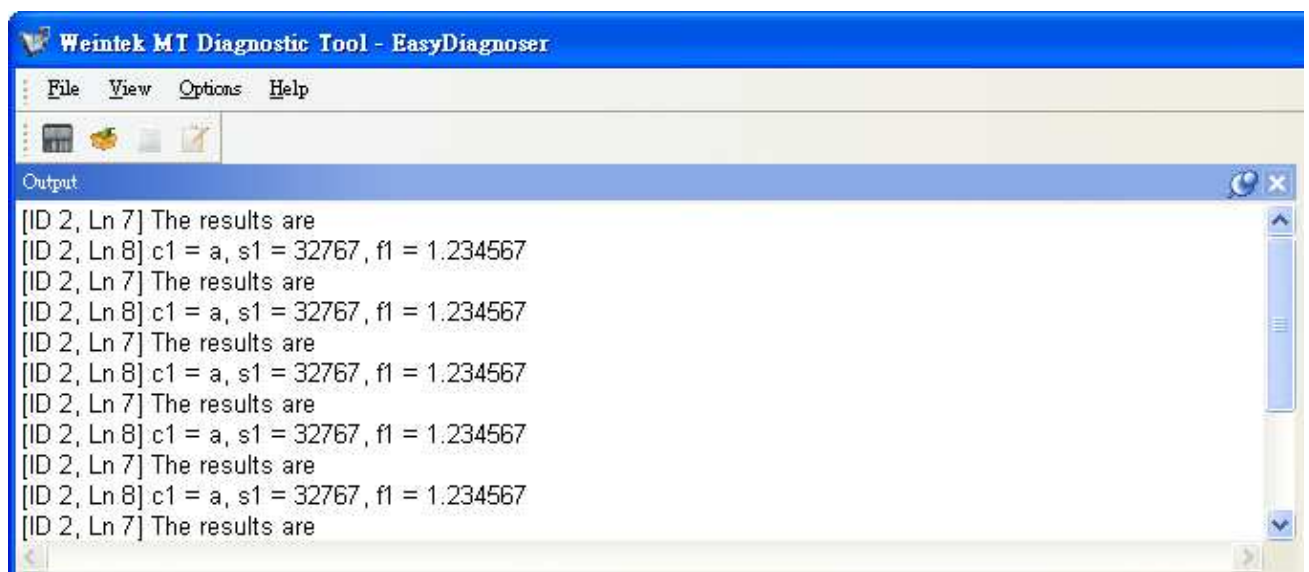 Weintek MT Diagnostic Tool - EasyDiagnoser
File View Options Help
Output
[ID 2, Ln 7] The results are
[ID 2, Ln 8] c1 = a, s1 = 32767, f1 = 1.234567
[ID 2, Ln 7] The results are
[ID 2, Ln 8] c1 = a, s1 = 32767, f1 = 1.234567
[ID 2, Ln 7] The results are
[ID 2, Ln 8] c1 = a, s1 = 32767, f1 = 1.234567
[ID 2, Ln 7] The results are
[ID 2, Ln 8] c1 = a, s1 = 32767, f1 = 1.234567
[ID 2, Ln 7] The results are
[ID 2, Ln 8] c1 = a, s1 = 32767, f1 = 1.234567
[ID 2, Ln 7] The results are